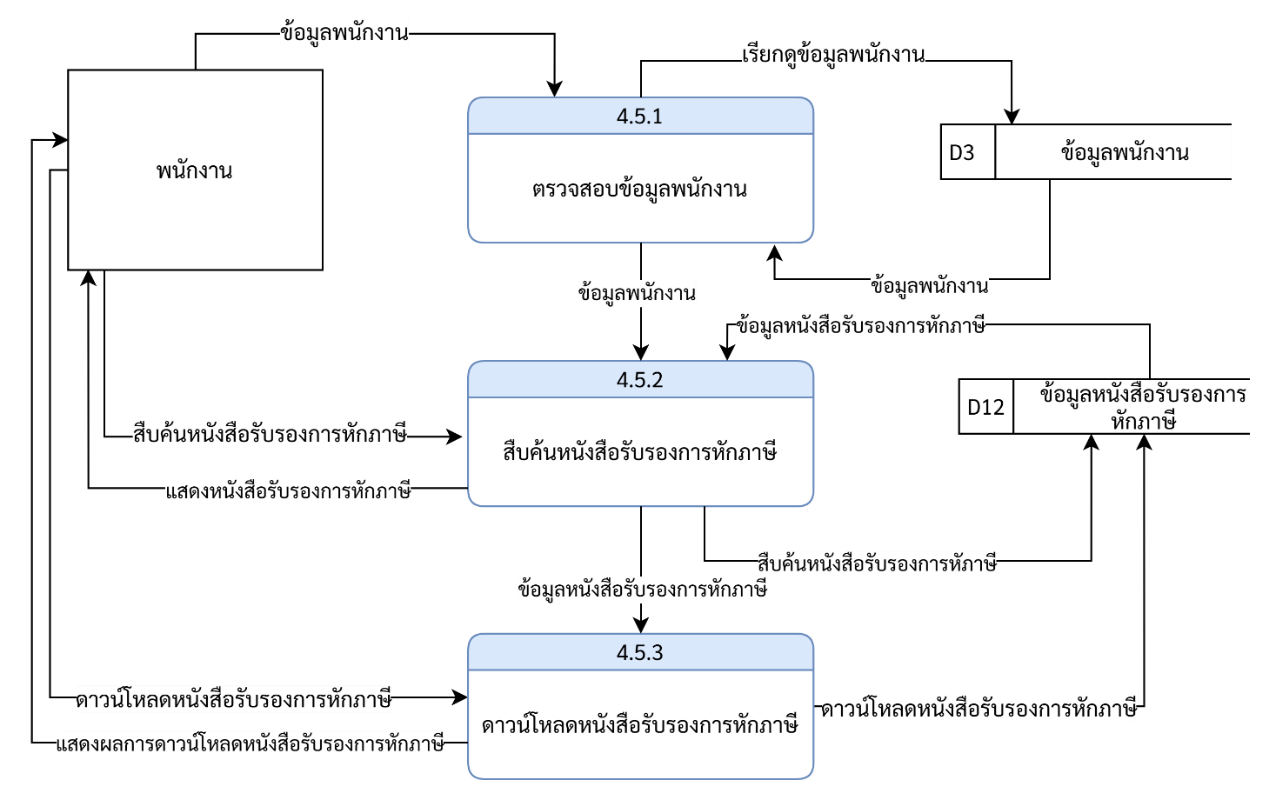 ข้อมูลพนักงาน
เรียกดูข้อมูลพนักงาน
4.5.1
ตรวจสอบข้อมูลพนักงาน
พนักงาน
D3
ข้อมูลพนักงาน
ข้อมูลพนักงาน
ข้อมูลพนักงาน
ข้อมูลหนังสือรับรองการหักภาษี
4.5.2
สืบค้นหนังสือรับรองการหักภาษี
D12
ข้อมูลหนังสือรับรองการ
หักภาษี
สืบค้นหนังสือรับรองการหักภาษี
แสดงหนังสือรับรองการหักภาษี
สืบค้นหนังสือรับรองการหัภาษี
ข้อมูลหนังสือรับรองการหักภาษี
4.5.3
ดาวน์โหลดหนังสือรับรองการหักภาษี
ดาวน์โหลดหนังสือรับรองการหักภาษี
ดาวน์โหลดหนังสือรับรองการหักภาษี
แสดงผลการดาวน์โหลดหนังสือรับรองการหักภาษี